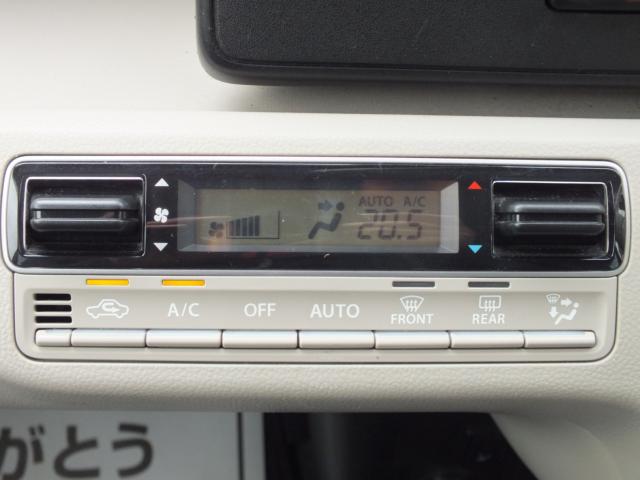 AUTO A/C
20.5
A/C OFF AUTO FRONT REAR
がとう